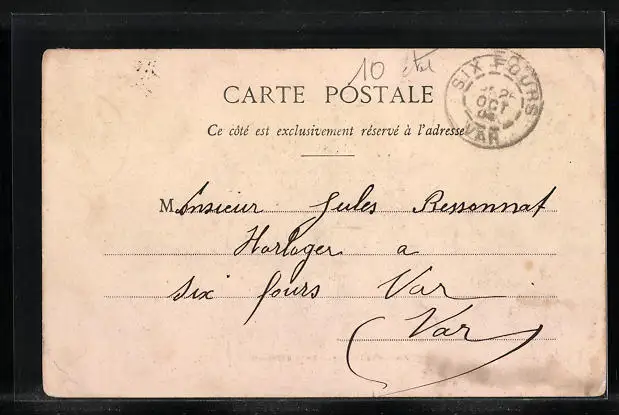 10
SIX FOURS
OCT
VAR
CARTE POSTALE
Ce côté est exclusivement réservé à l'adresse
Monsieur Jules Bessonnat
Horloger a
six fours Var
Var